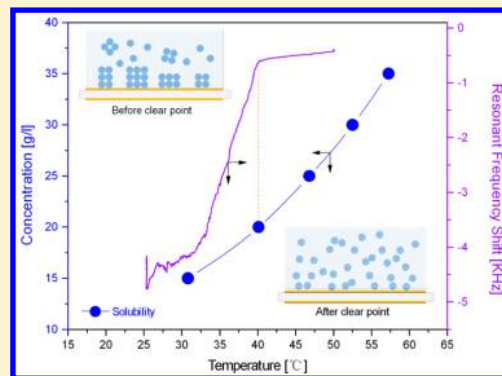 Concentration [g/l]
40
35
30
25
20
15
10
Before clear point
Solubility
After clear point
0
-1
-2
-3
-4
-5
Resonant Frequency Shift [KHz]
15 20 25 30 35 40 45 50 55 60 65
Temperature [℃]